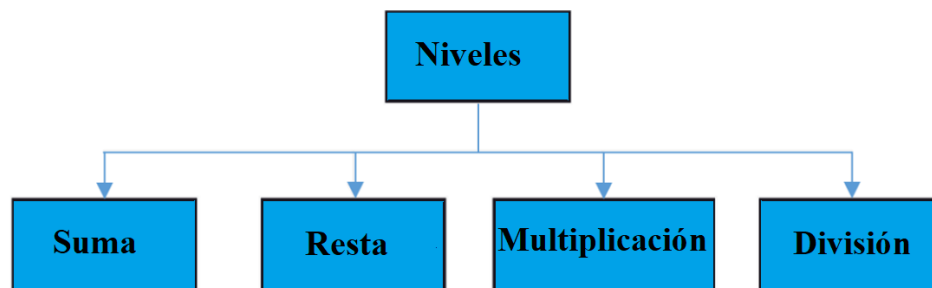 Niveles
Suma
Resta
Multiplicación
División